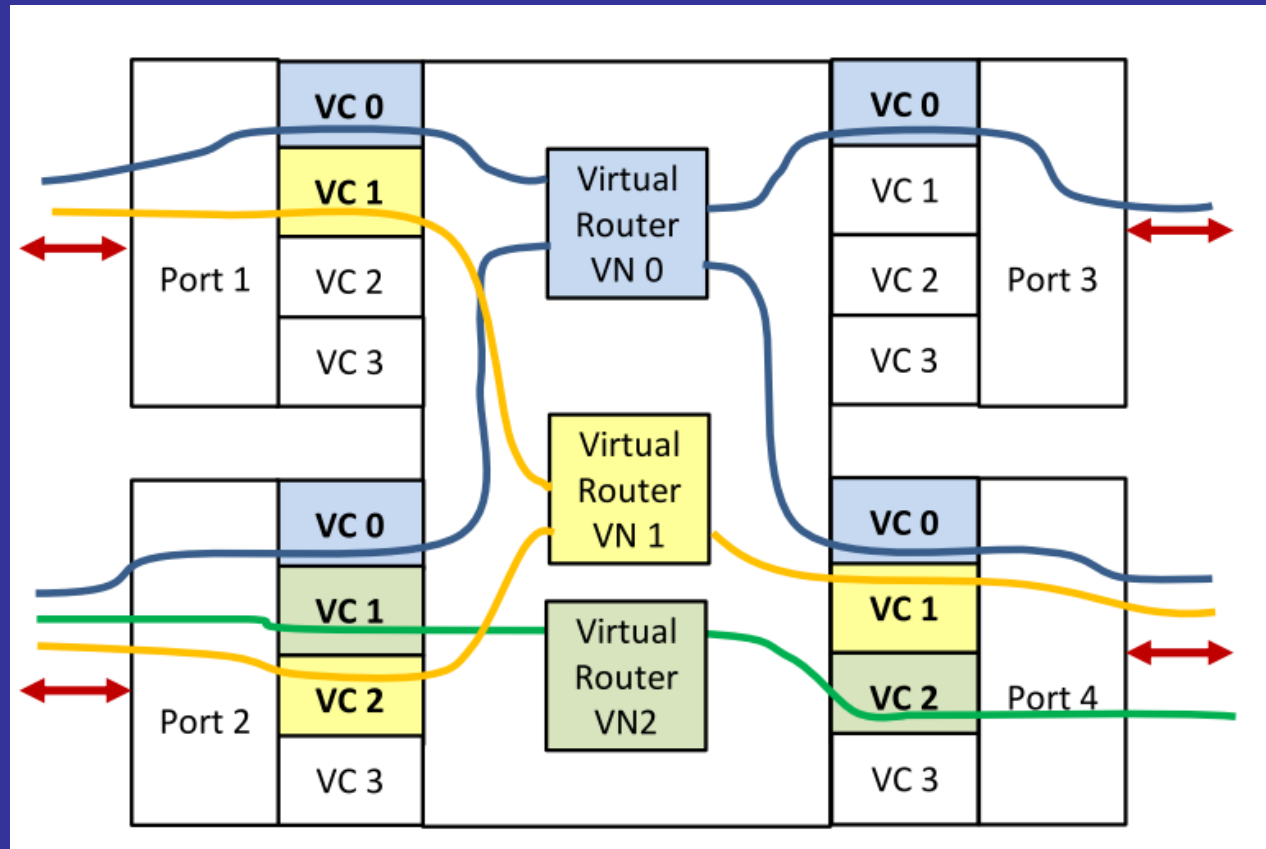 Port 1
VC 0
VC 1
VC 2
VC 3
Port 2
VC 0
VC 1
VC 2
VC 3
Virtual
Router
VN 0
Virtual
Router
VN 1
Virtual
Router
VN2
VC 0
VC 1
VC 2
VC 3
Port 3
VC 0
VC 1
VC 2
VC 3
Port 4